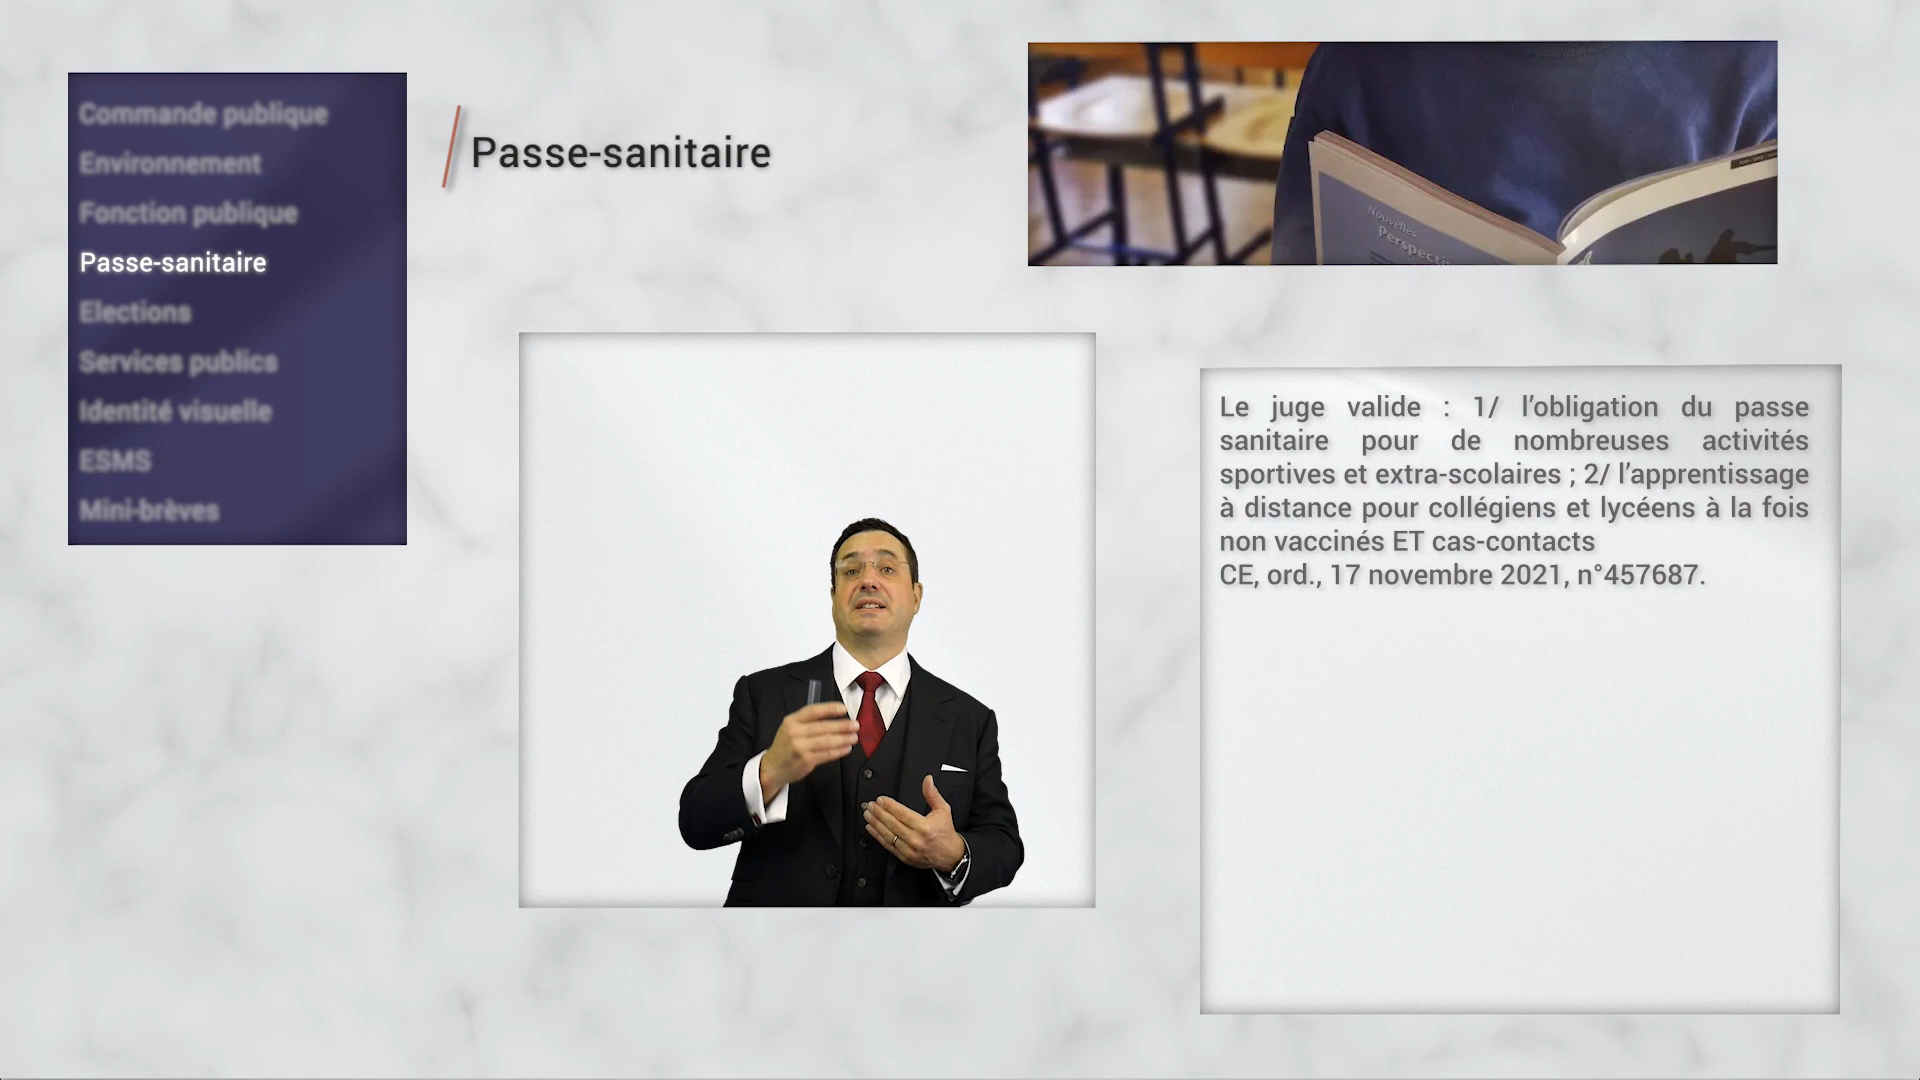 Commande publique
Environnement
Fonction publique
Passe-sanitaire
Elections
Services publics
Identité visuelle
ESMS
Mini-brèves
Passe-sanitaire
Nouvelles
Le juge valide : 1/ l'obligation du passe
sanitaire pour de nombreuses activités
sportives et extra-scolaires ; 2/ l'apprentissage
à distance pour collégiens et lycéens à la fois
non vaccinés ET cas-contacts
CE, ord., 17 novembre 2021, n°457687.